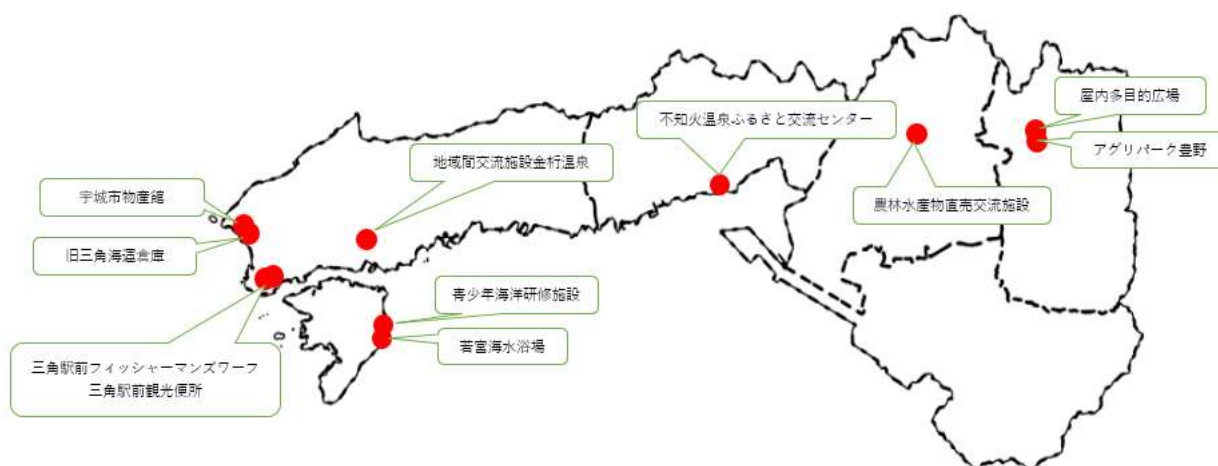 屋内多目的広場
不知火温泉ふるさと交流センター
アグリパーク豊野
地域間交流施設金桁温泉
宇城市物産館
農林水産物直売交流施設
旧三角海運倉庫
青少年海洋研修施設
若宮海水浴場
三角駅前フィッシャーマンズワーフ
三角駅前観光便所